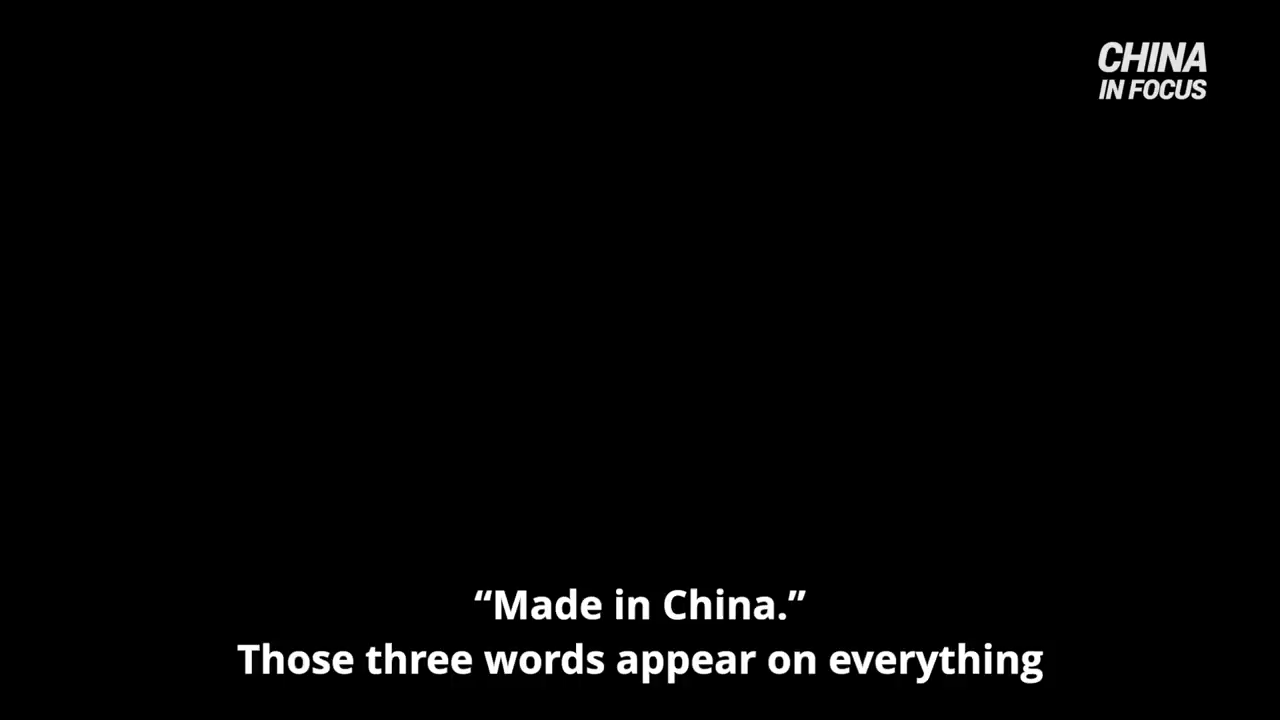 CHINA
IN FOCUS
“Made in China.”
Those three words appear on everything